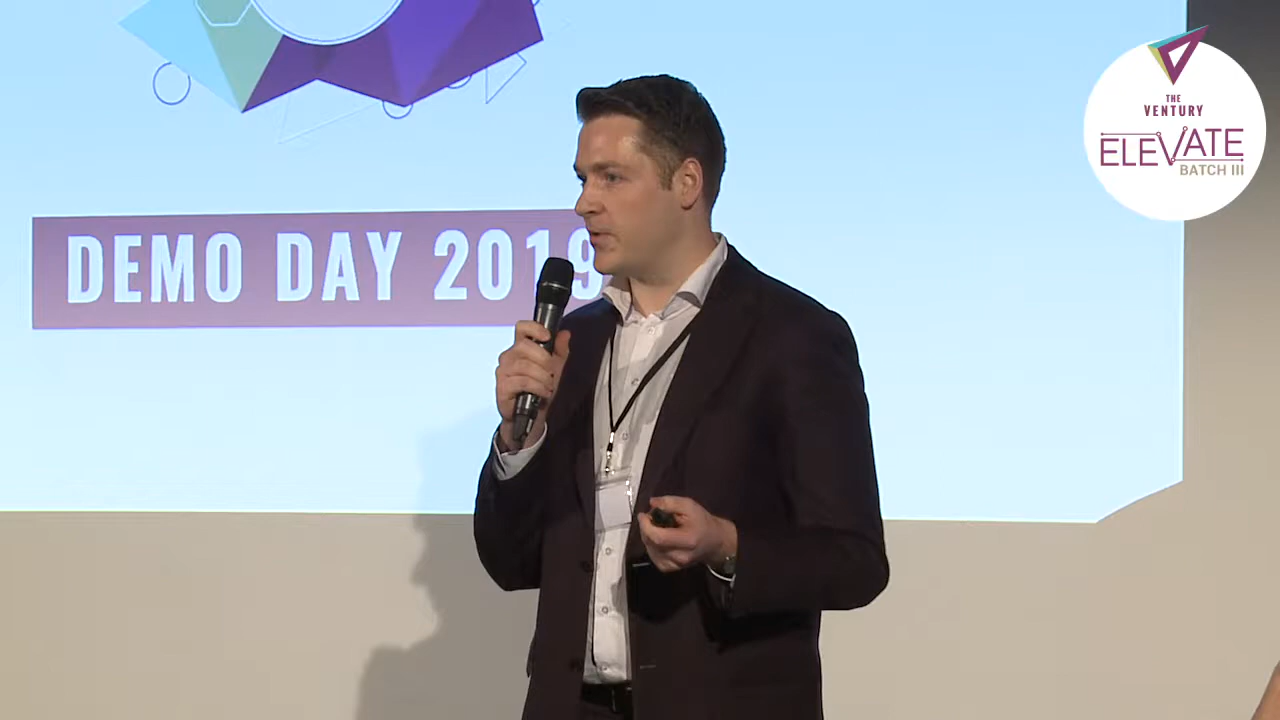 THE
VENTURY
ELEVATE
BATCH III
DEMO DAY 2019